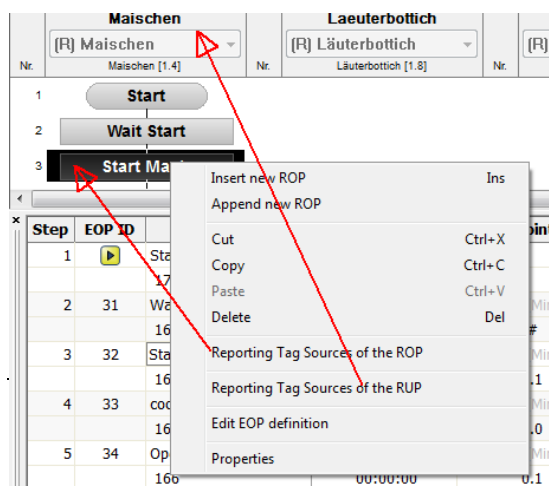 Maischen Laeuterbottich
(R) Maischen (R) Läuterbottich (R)
Nr. Maischen [1.4] Nr. Läuterbottich [1.8] Nr.
1 Start
2 Wait Start
3 Start
Insert new ROP Ins
Append new ROP
Cut Ctrl+X
Copy Ctrl+C
Paste Ctrl+V
Delete Del
Reporting Tag Sources of the ROP
Reporting Tag Sources of the RUP
Edit EOP definition
Properties
Step EOP ID
1 Sta
17
2 31 Wa
16 #
3 32 Sta
16 .1
4 33
16 .0
5 34 Op
166 00:00:00 0.1